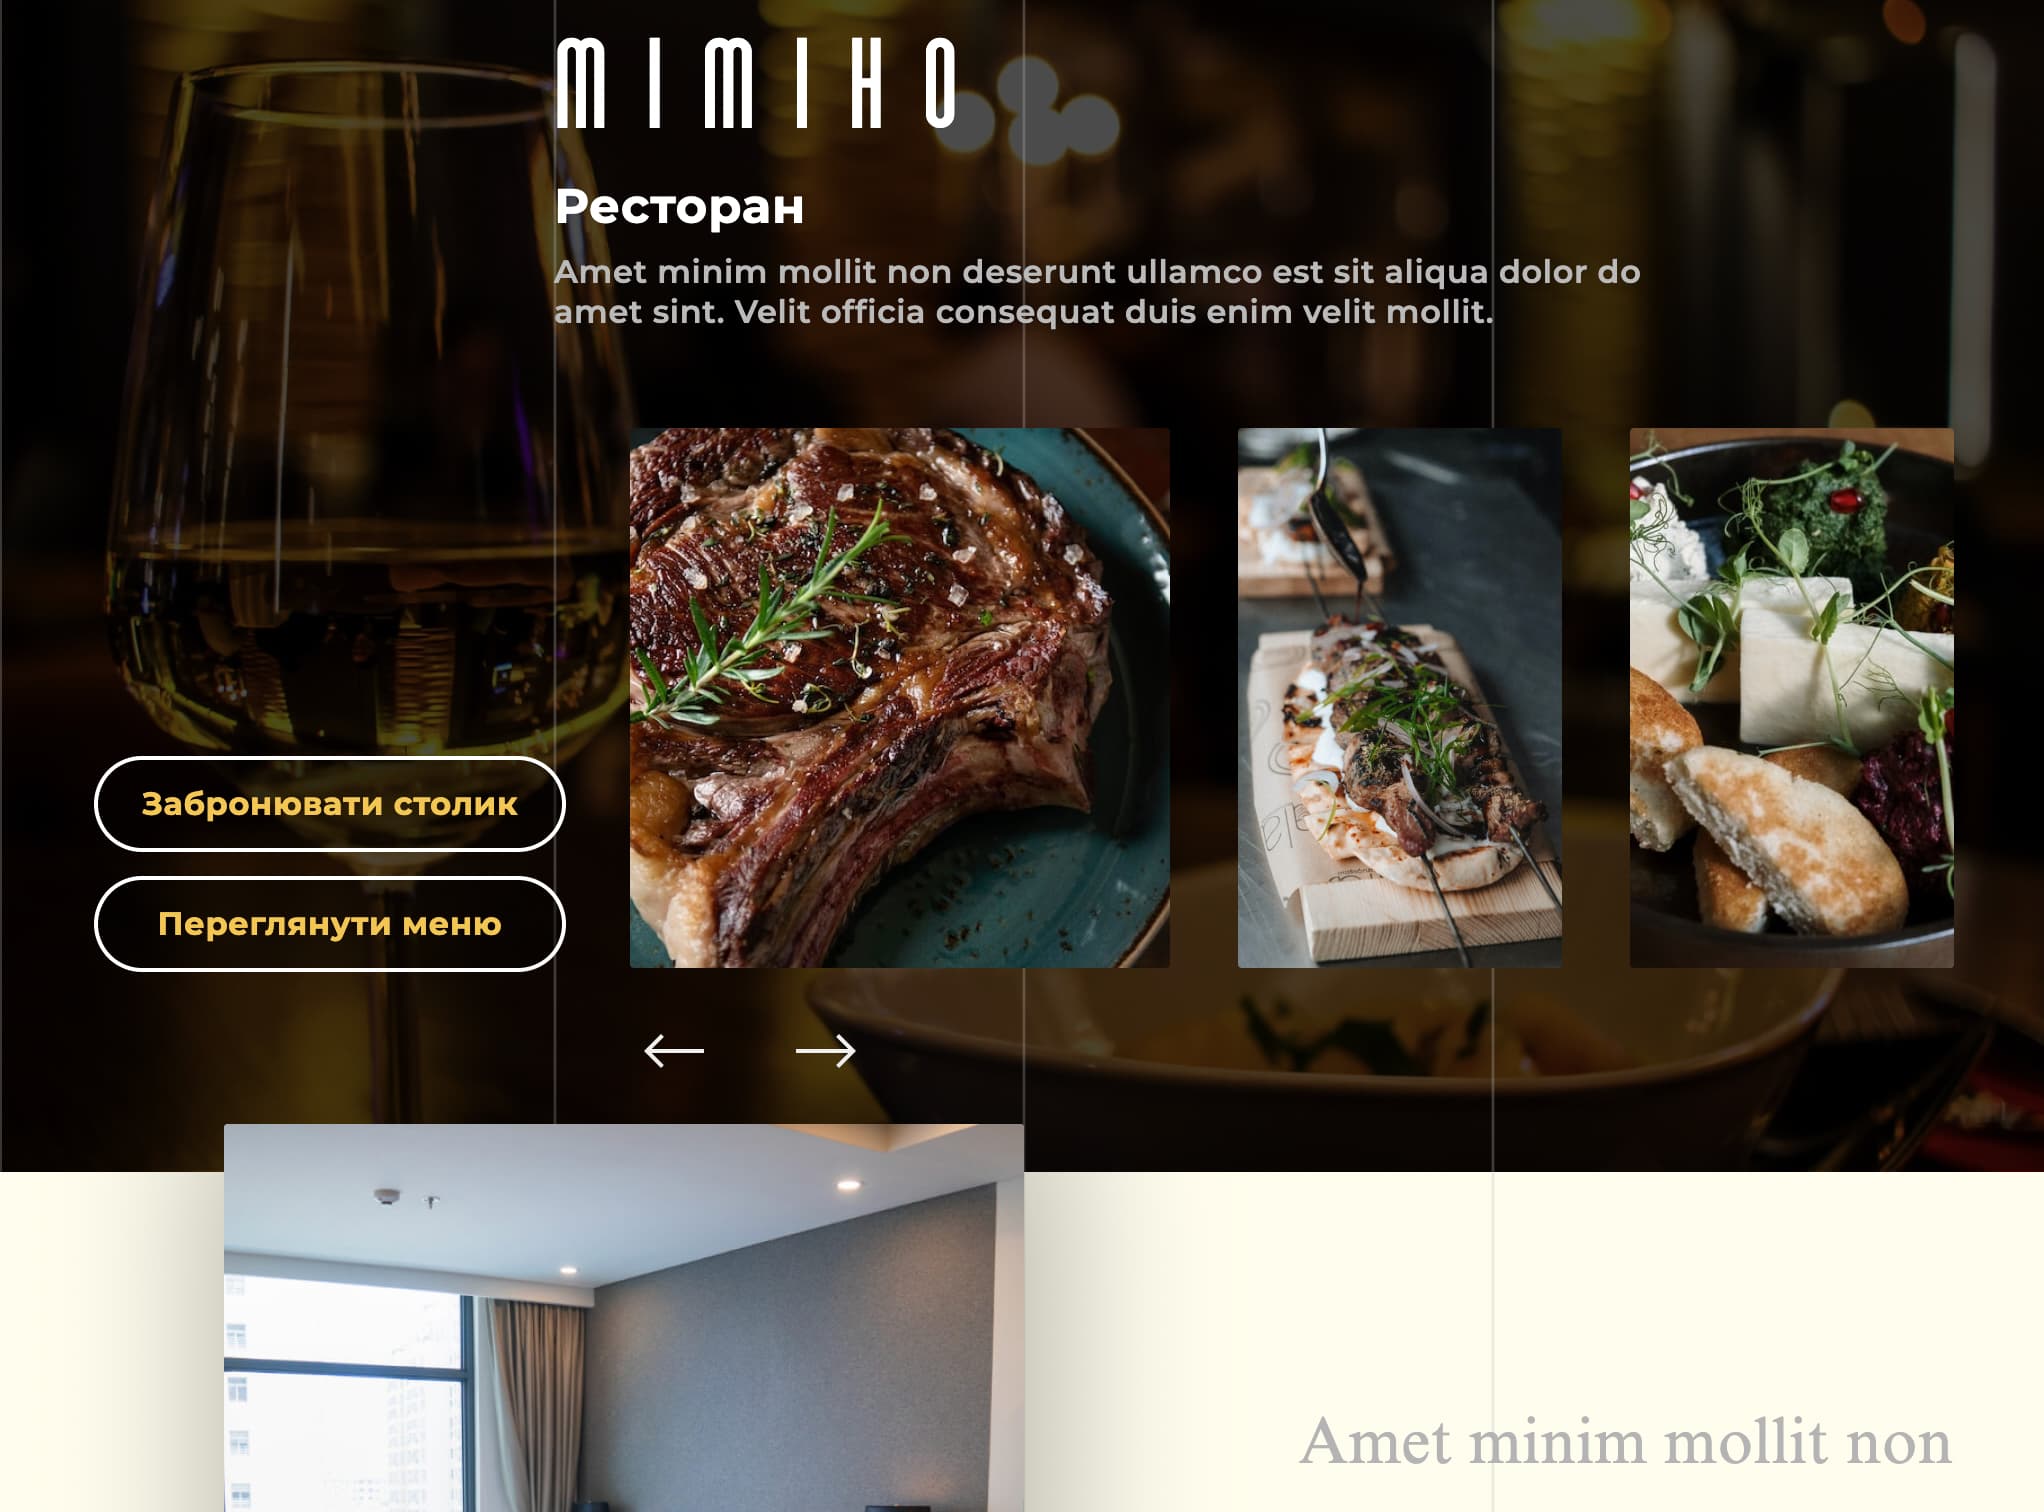 MIMIHO
Ресторан
Amet minim mollit non deserunt ullamco est sit aliqua dolor do
amet sint. Velit officia consequat duis enim velit mollit.
Забронювати столик
Переглянути меню
Amet minim mollit non